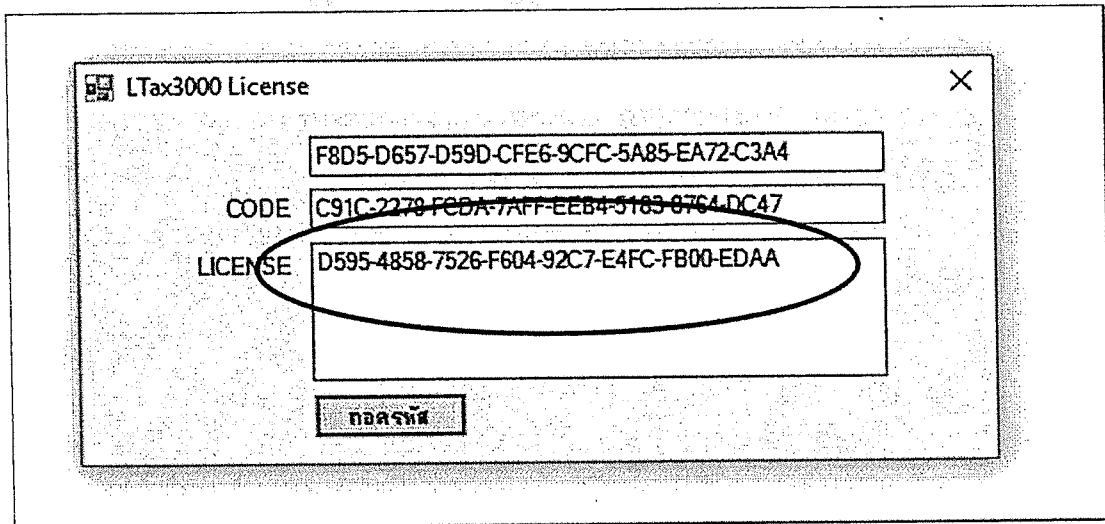 LTax3000 License
F8D5-D657-D59D-CFE6-9CFC-5A85-EA72-C3A4
CODE C91C-2278-FCDA-7AFF-EEB4-5183-8764-DC47
LICENSE D595-4858-7526-F604-92C7-E4FC-FB00-EDAA
ถอดรหัส